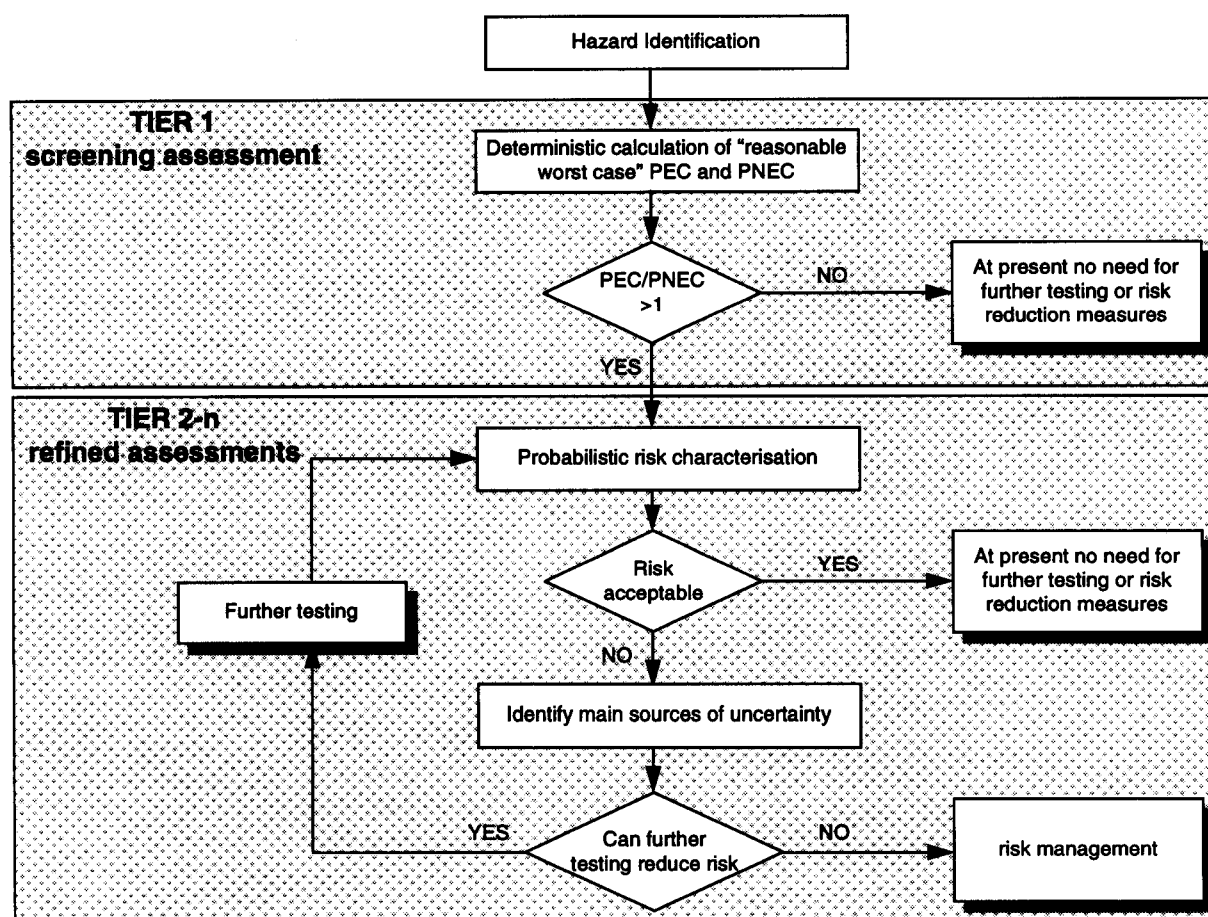 Hazard Identification
TIER 1
screening assessment
Deterministic calculation of "reasonable
worst case" PEC and PNEC
PEC/PNEC
>1
NO
At present no need for
further testing or risk
reduction measures
YES
TIER 2-n
refined assessments
Probabilistic risk characterisation
Risk
acceptable
YES
At present no need for
further testing or risk
reduction measures
Further testing
NO
Identify main sources of uncertainty
YES
Can further
testing reduce risk
NO
risk management